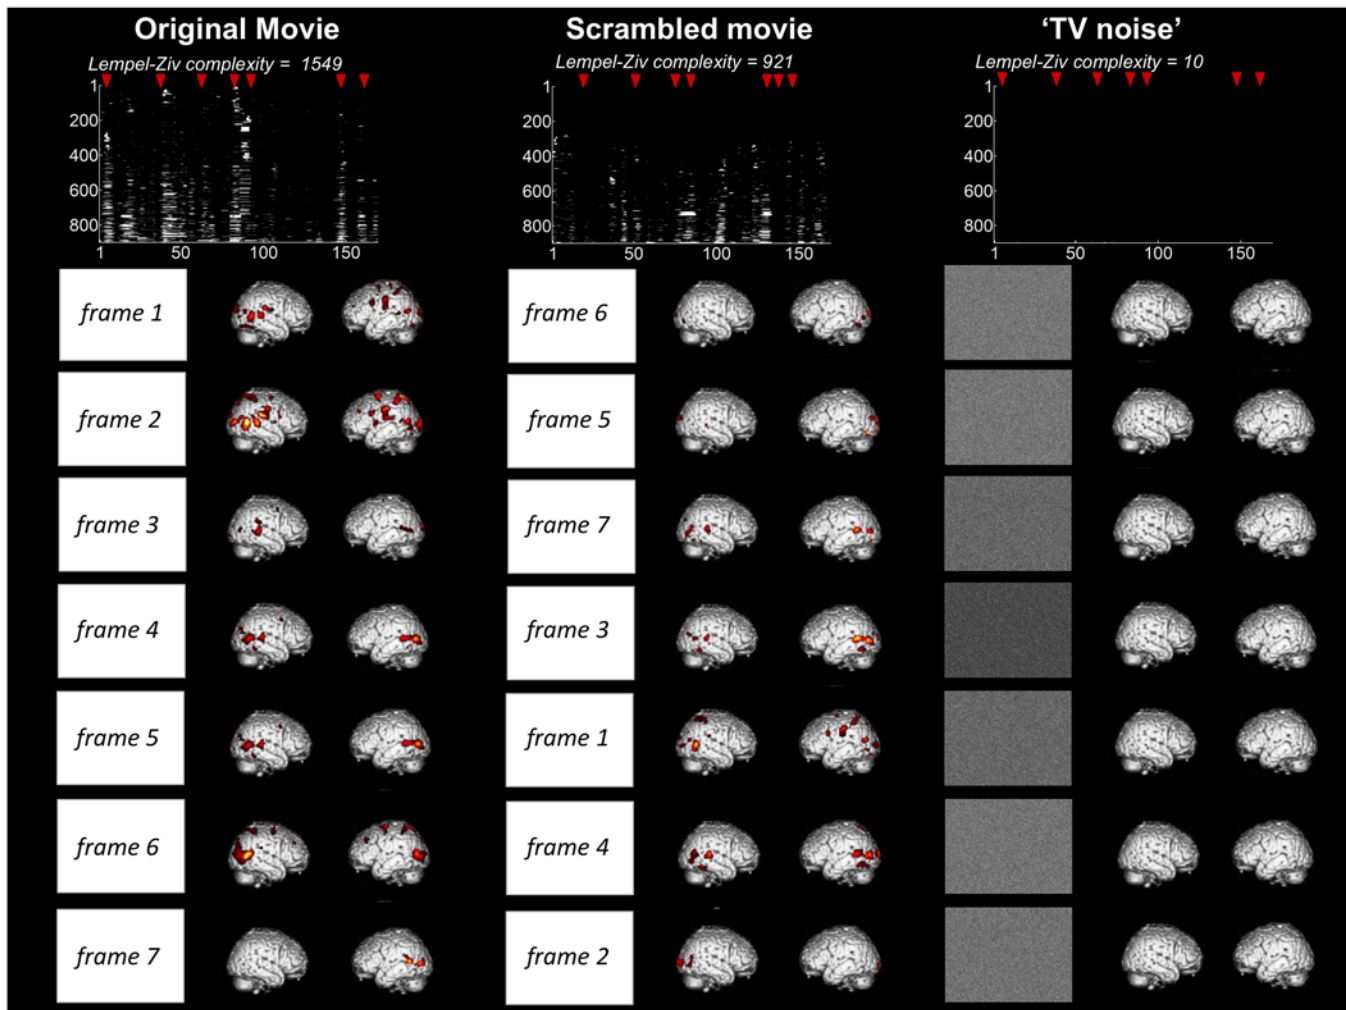 Original Movie
Lempel-Ziv complexity = 1549
1
200
400
600
800
1
50
100
150
frame 1
frame 2
frame 3
frame 4
frame 5
frame 6
frame 7
Scrambled movie
Lempel-Ziv complexity = 921
1
200
400
600
800
1
50
100
150
frame 6
frame 5
frame 7
frame 3
frame 1
frame 4
frame 2
‘TV noise’
Lempel-Ziv complexity = 10
1
200
400
600
800
1
50
100
150